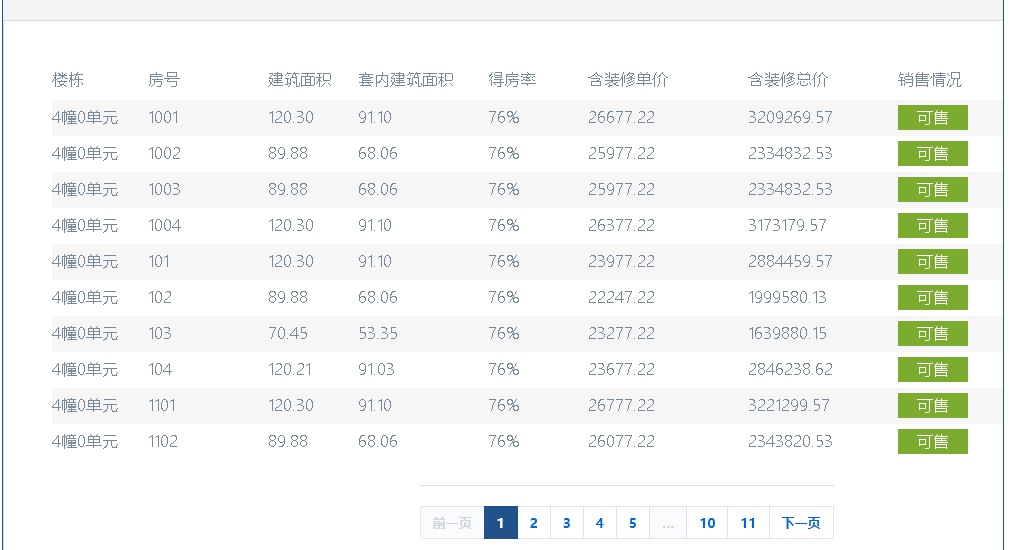 楼栋 房号 建筑面积 套内建筑面积 得房率 含装修单价 含装修总价 销售情况
4幢0单元 1001 120.30 91.10 76% 26677.22 3209269.57 可售
4幢0单元 1002 89.88 68.06 76% 25977.22 2334832.53 可售
4幢0单元 1003 89.88 68.06 76% 25977.22 2334832.53 可售
4幢0单元 1004 120.30 91.10 76% 26377.22 3173179.57 可售
4幢0单元 101 120.30 91.10 76% 23977.22 2884459.57 可售
4幢0单元 102 89.88 68.06 76% 22247.22 1999580.13 可售
4幢0单元 103 70.45 53.35 76% 23277.22 1639880.15 可售
4幢0单元 104 120.21 91.03 76% 23677.22 2846238.62 可售
4幢0单元 1101 120.30 91.10 76% 26777.22 3221299.57 可售
4幢0单元 1102 89.88 68.06 76% 26077.22 2343820.53 可售
前一页 1 2 3 4 5 ... 10 11 下一页